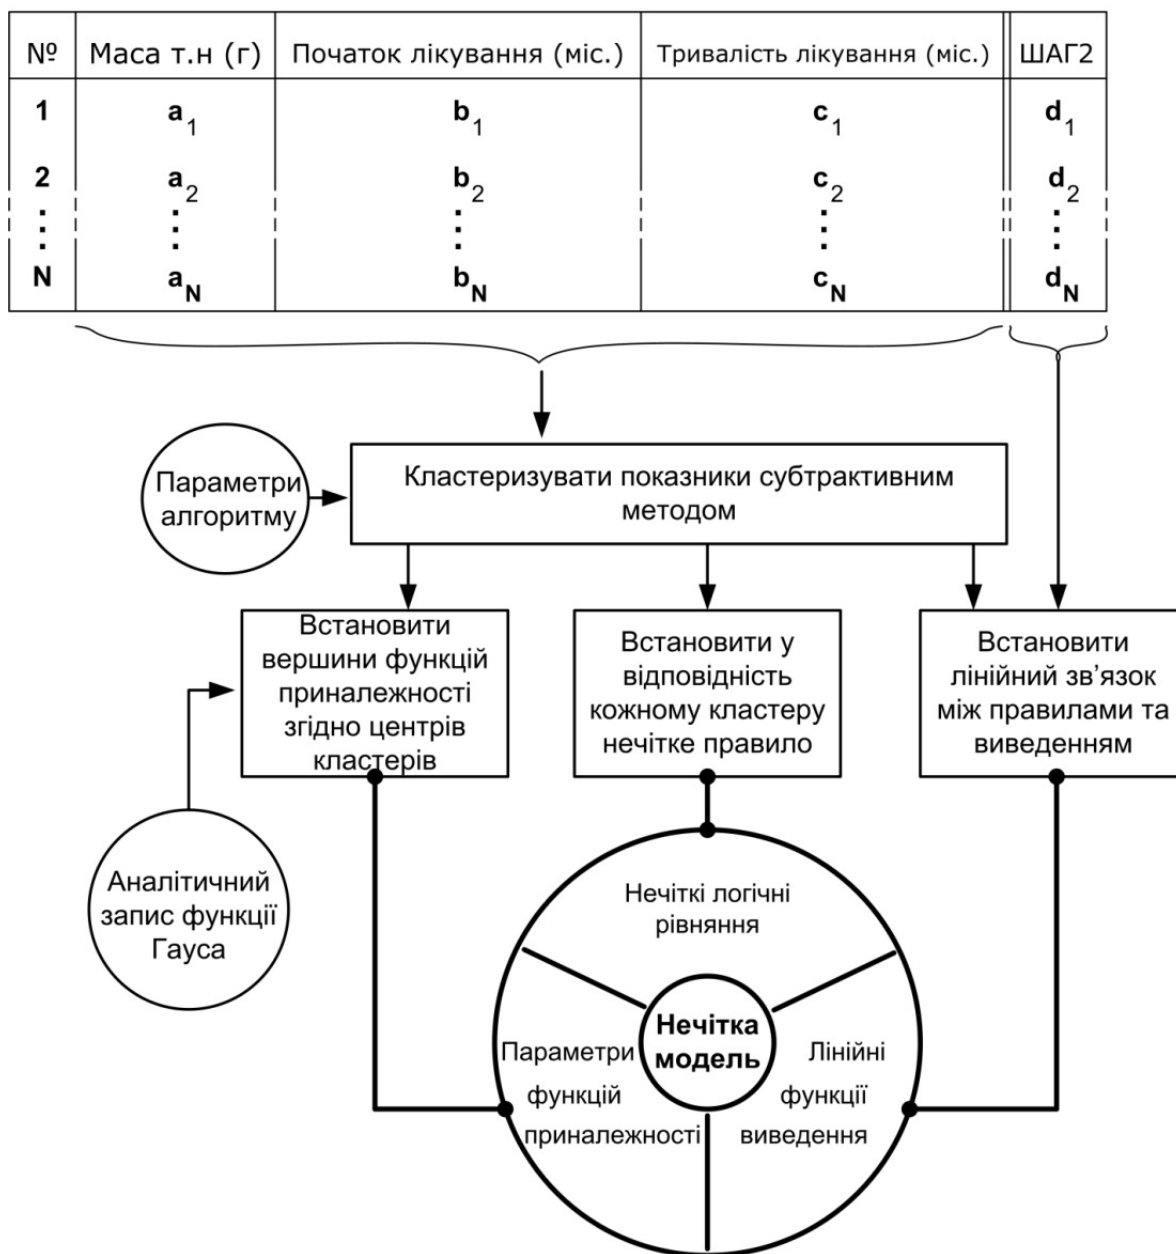 № Маса т.н (г) Початок лікування (міс.) Тривалість лікування (міс.) ШАГ2
1 a1 b1 c1 d1
2 a2 b2 c2 d2
⋮ ⋮ ⋮ ⋮ ⋮
N aN bN cN dN
Параметри
алгоритму
Кластеризувати показники субтрактивним
методом
Встановити
вершини функцій
приналежності
згідно центрів
кластерів
Встановити у
відповідність
кожному кластеру
нечітке правило
Встановити
лінійний зв’язок
між правилами та
виведенням
Аналітичний
запис функції
Гауса
Нечіткі логічні
рівняння
Нечітка
модель
Параметри
функцій
приналежності
Лінійні
функції
виведення